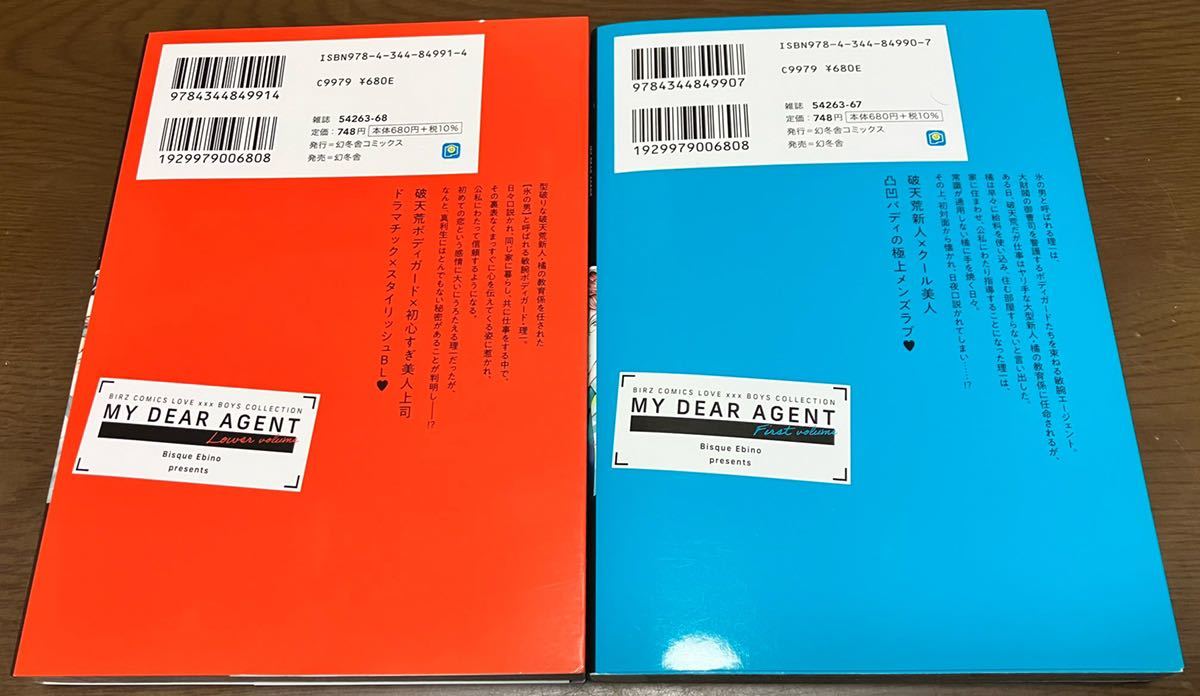 ISBN978-4-344-84991-4
C9979 ¥680E
9784344849914
雑誌 54263-68
定価：748円 本体680円+税10%
発行＝幻冬舎コミックス
発売＝幻冬舎
1929979006808
型破りな破天荒新人・橘の教育係を任された
【氷の男】と呼ばれる敏腕ボディガード・理一。
日々口説かれ、同じ家に暮らし、共に仕事をする中で、
その裏表なくまっすぐに心を伝えてくる姿に惹かれ、
公私にわたって信頼するようになる。
初めての恋という感情に大いにうろたえる理一だったが、
なんと、真利生にはとんでもない秘密があることが判明し——!?
破天荒ボディガード×初心すぎ美人上司
ドラマチック×スタイリッシュBL♥
BIRZ COMICS LOVE xxx BOYS COLLECTION
MY DEAR AGENT
Lower volume
Bisque Ebino
presents
ISBN978-4-344-84990-7
C9979 ¥680E
9784344849907
雑誌 54263-67
定価：748円 本体680円+税10%
発行＝幻冬舎コミックス
発売＝幻冬舎
1929979006808
氷の男と呼ばれる理一は、
大財閥の御曹司を警護するボディガードたちを束ねる敏腕エージェント。
ある日、破天荒だが仕事はヤリ手な大型新人・橘の教育係に任命されるが、
橘は早々に給料を使い込み、住む部屋すらないと言い出した。
家に住まわせ、公私にわたり指導することになった理一は、
常識が通用しない橘に手を焼く日々。
その上、初対面から懐かれ、日夜口説かれてしまい……!?
破天荒新人×クール美人
凸凹バディの極上メンズラブ♥
BIRZ COMICS LOVE xxx BOYS COLLECTION
MY DEAR AGENT
First volume
Bisque Ebino
presents